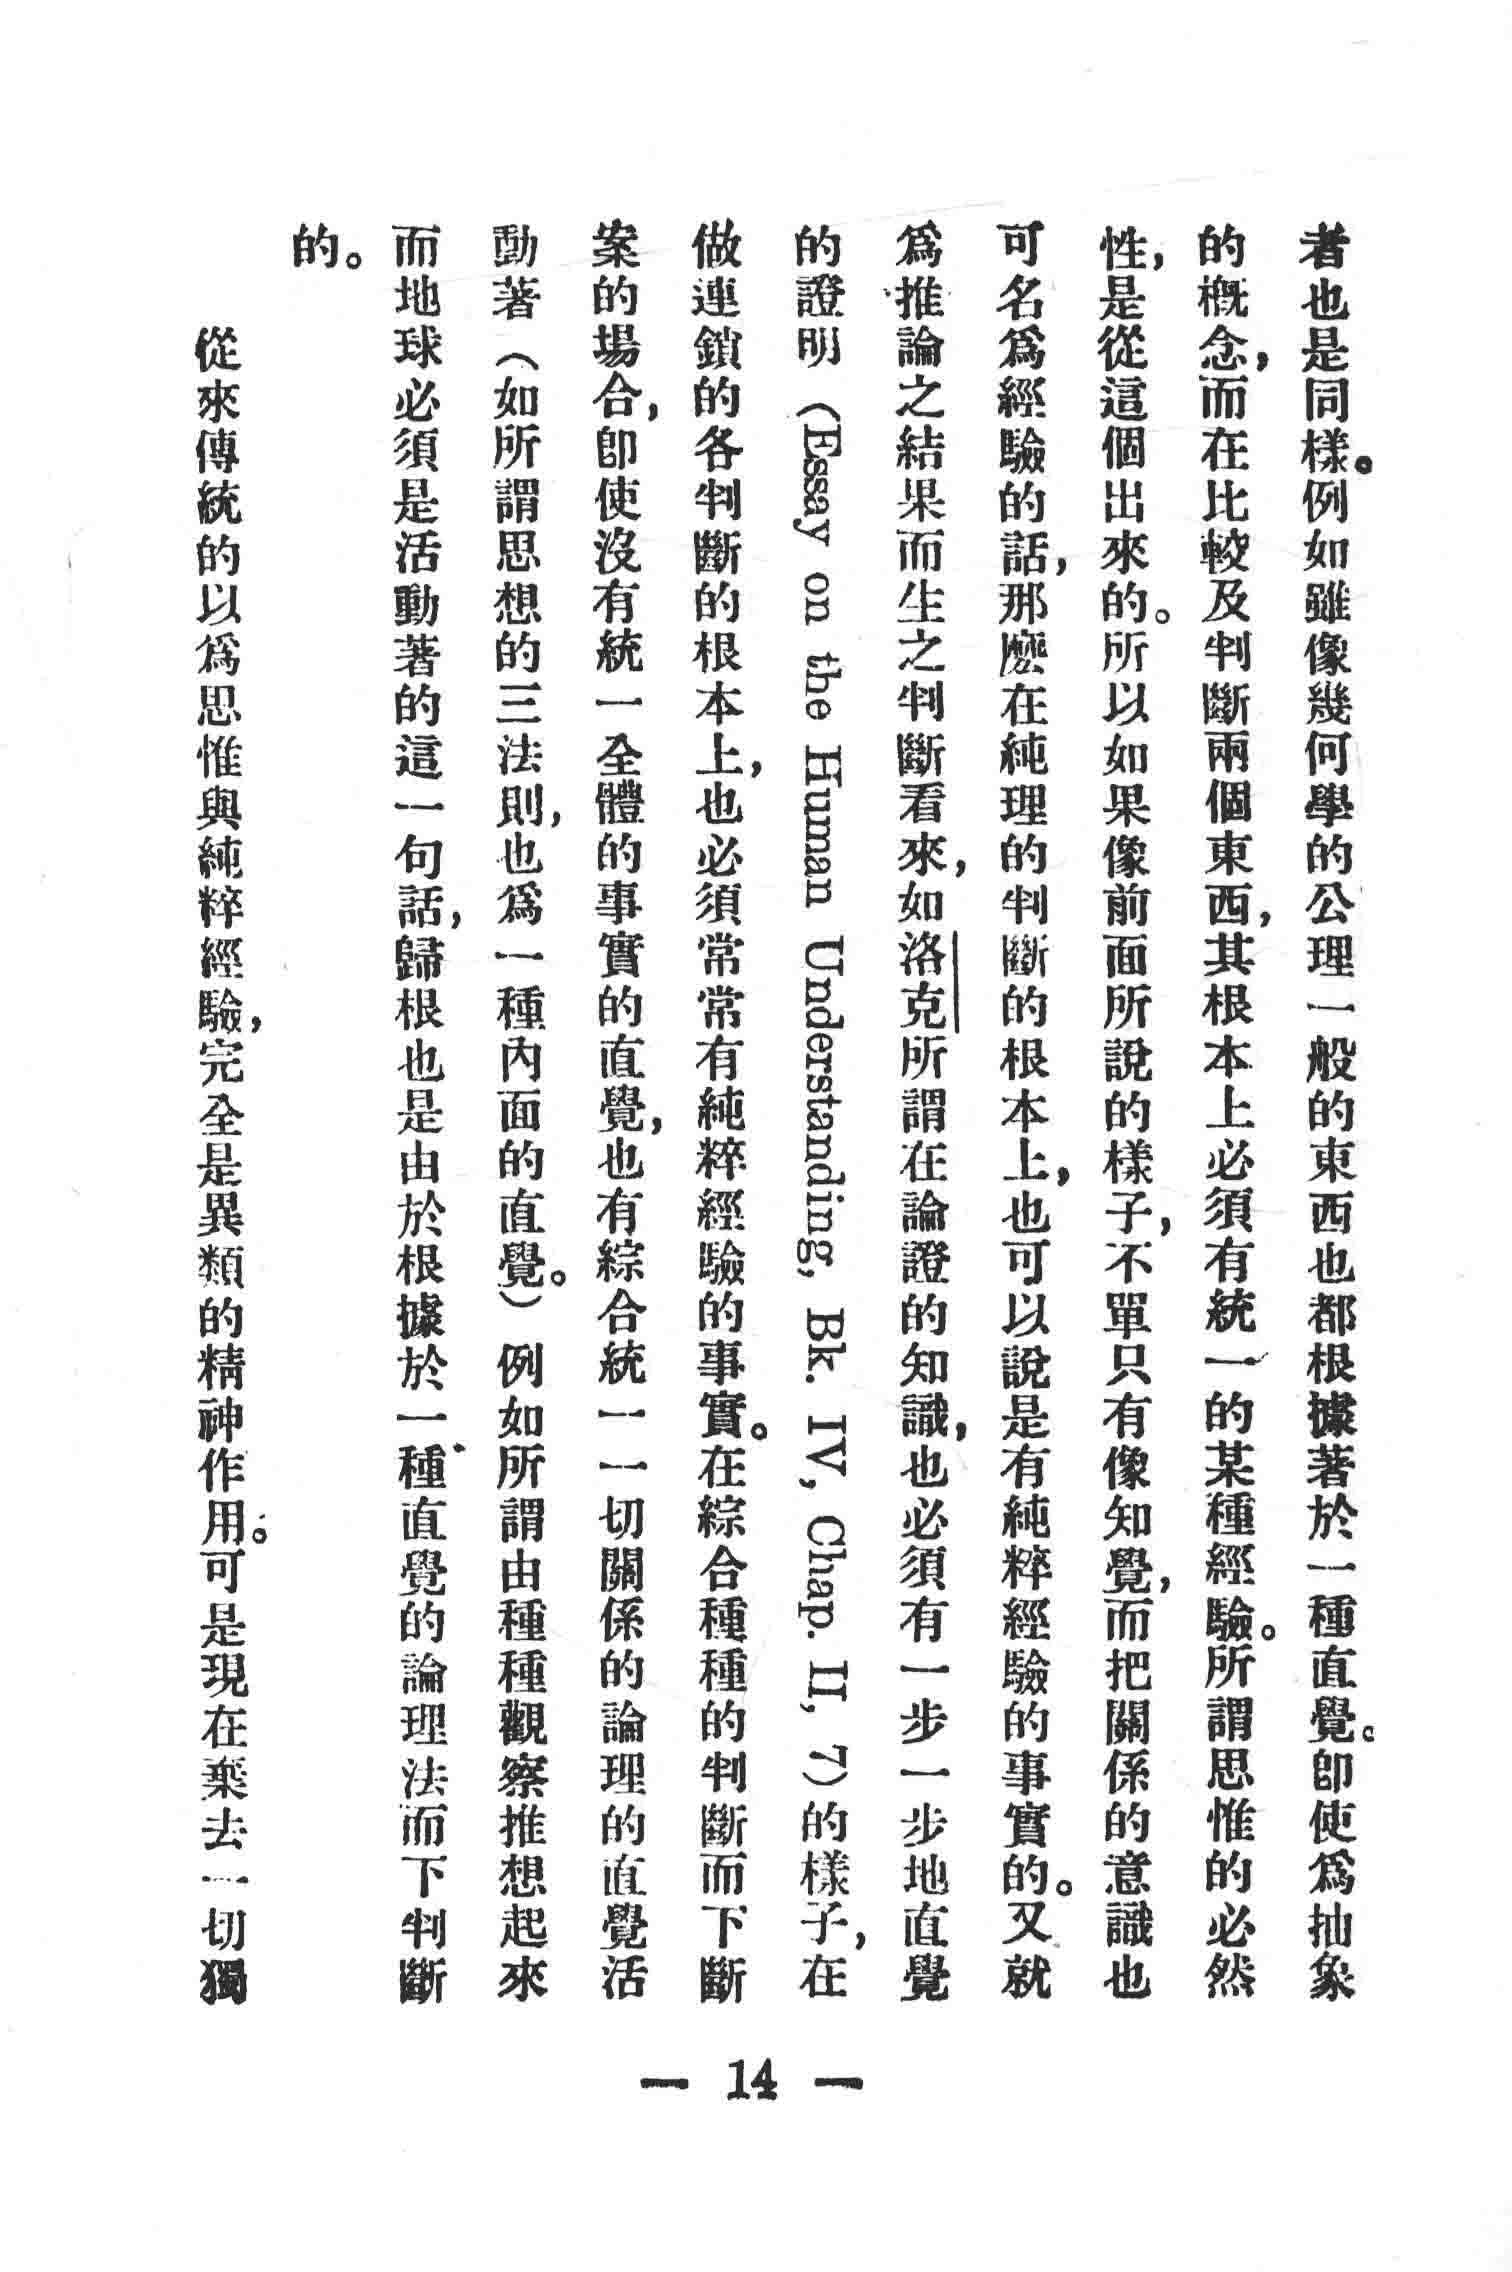 者也是同樣。例如雖像幾何學的公理一般的東西也都根據著於一種直覺。卽使爲抽象
的槪念，而在比較及判斷兩個東西，其根本上必須有統一的某種經驗。所謂思惟的必然
性，是從這個出來的。所以如果像前面所說的樣子，不單只有像知覺，而把關係的意識也
可名爲經驗的話，那麼在純理的判斷的根本上，也可以說是有純粹經驗的事實的。又就
爲推論之結果而生之判斷看來，如洛克所謂在論證的知識，也必須有一步一步地直覺
的證明（Essay on the Human Understanding, Bk. IV, Chap. II, 7）的樣子，在
做連鎖的各判斷的根本上，也必須常常有純粹經驗的事實。在綜合種種的判斷而下斷
案的場合，卽使沒有統一全體的事實的直覺，也有綜合統一一切關係的論理的直覺活
動著（如所謂思想的三法則，也爲一種內面的直覺。）例如所謂由種種觀察推想起來
而地球必須是活動著的這一句話，歸根也是由於根據於一種直覺的論理法而下判斷
的。
從來傳統的以爲思惟與純粹經驗，完全是異類的精神作用。可是現在棄去一切獨
— 14 —